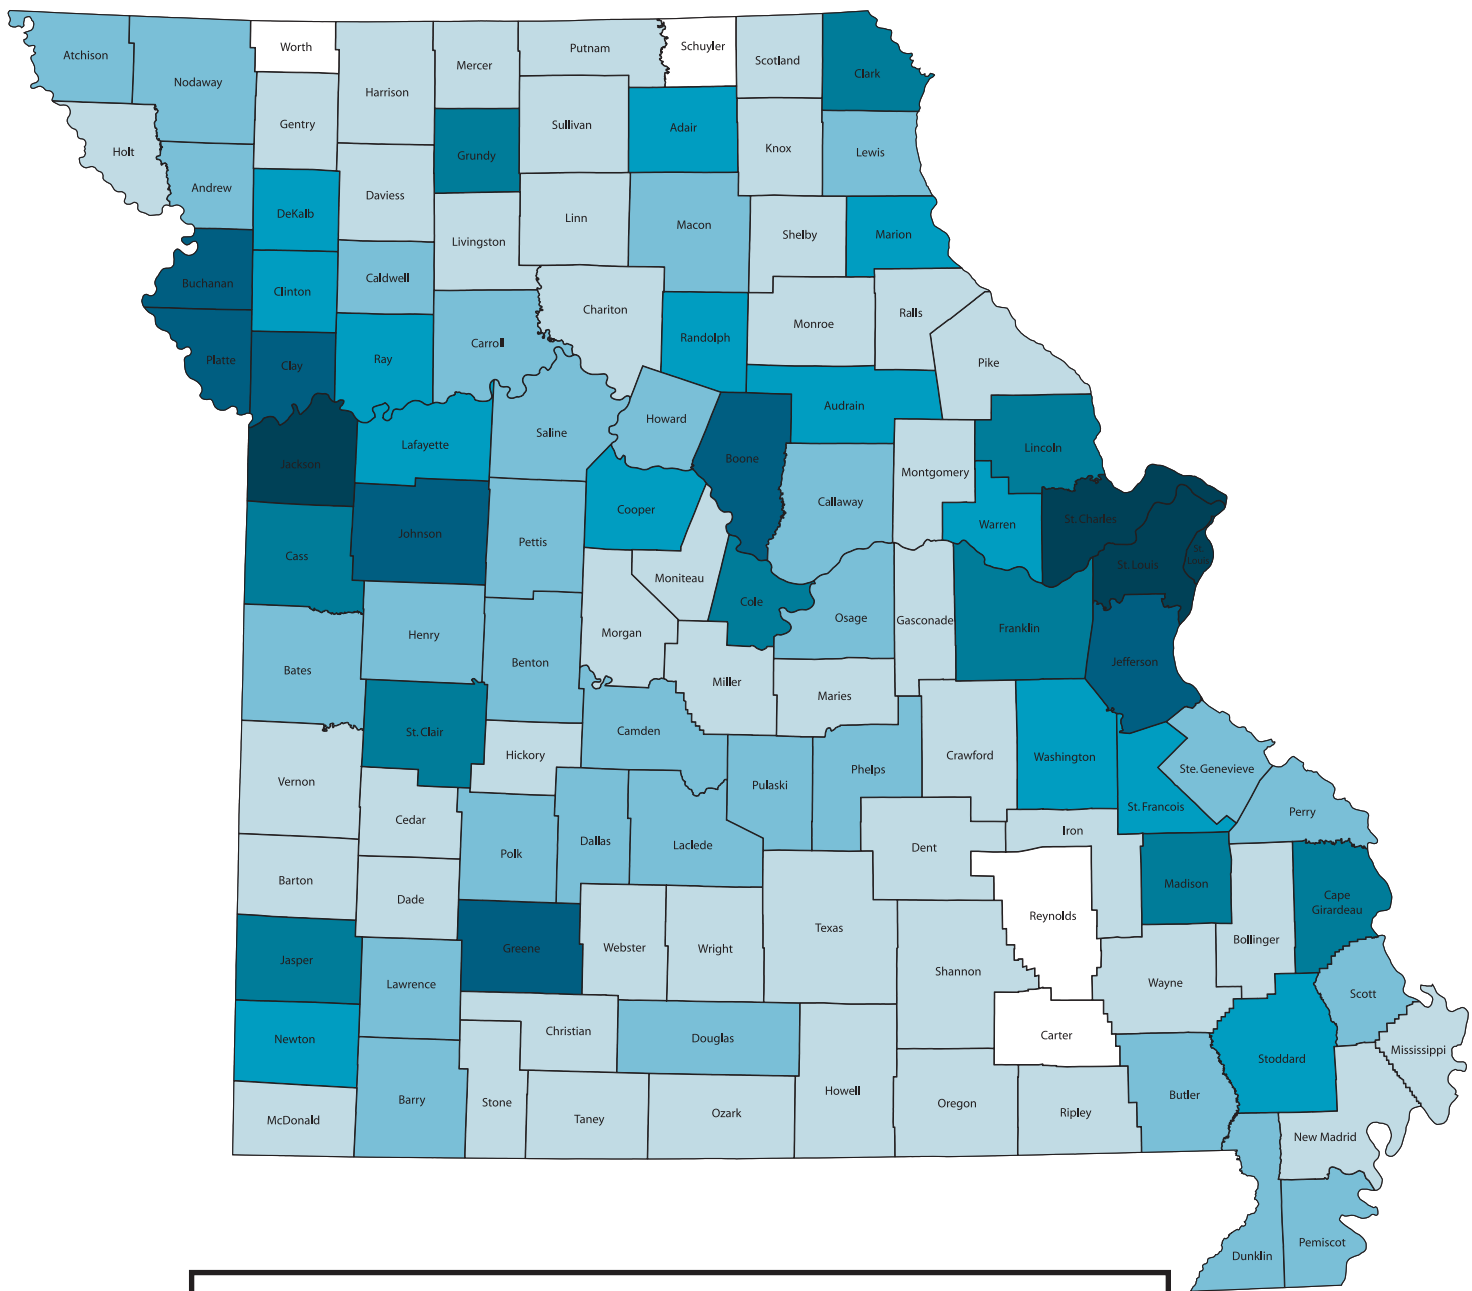 Atchison
Nodaway
Worth
Harrison
Mercer
Putnam
Schuyler
Scotland
Clark
Gentry
Holt
Andrew
DeKalb
Daviess
Grundy
Sullivan
Adair
Knox
Lewis
Livingston
Linn
Macon
Shelby
Marion
Buchanan
Clinton
Caldwell
Carroll
Chariton
Randolph
Monroe
Ralls
Pike
Platte
Clay
Ray
Lafayette
Saline
Howard
Boone
Audrain
Montgomery
Lincoln
Jackson
Johnson
Cooper
Callaway
Warren
St. Charles
St. Louis
St.
Louis
Cass
Pettis
Moniteau
Cole
Osage
Gasconade
Franklin
Jefferson
Bates
Henry
Benton
Morgan
Miller
Maries
St. Clair
Hickory
Camden
Pulaski
Phelps
Crawford
Washington
St. Francois
Ste. Genevieve
Perry
Vernon
Cedar
Polk
Dallas
Laclede
Dent
Iron
Madison
Bollinger
Cape
Girardeau
Barton
Dade
Greene
Webster
Wright
Texas
Shannon
Reynolds
Wayne
Scott
Jasper
Lawrence
Christian
Douglas
Howell
Carter
Stoddard
Mississippi
Newton
Barry
Stone
Taney
Ozark
Oregon
Ripley
Butler
New Madrid
McDonald
Dunklin
Pemiscot